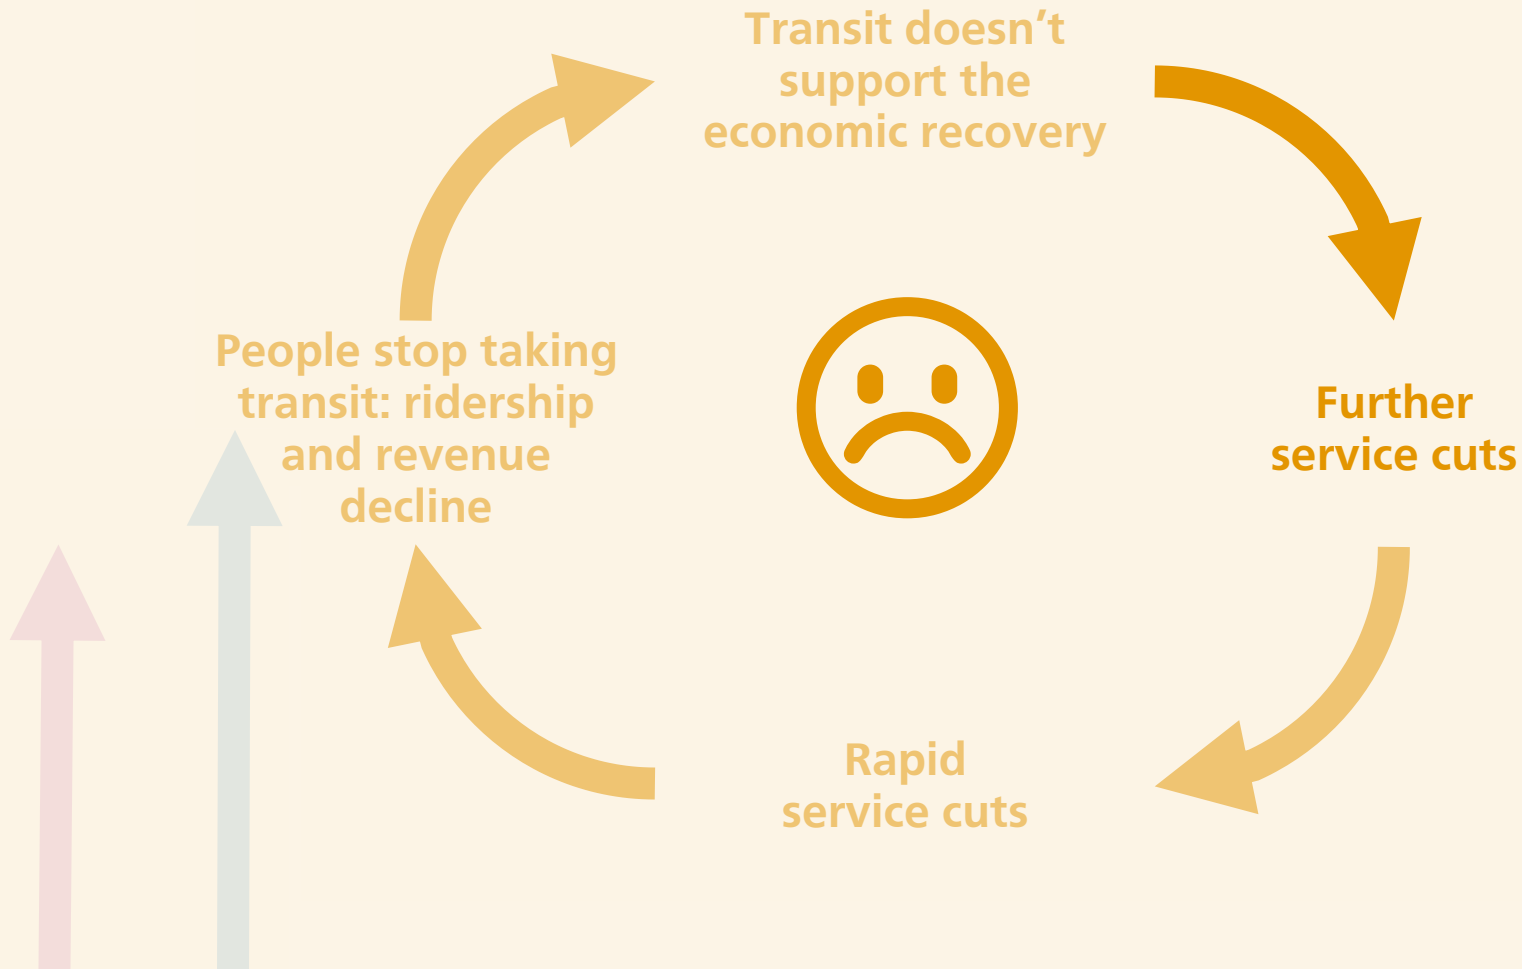 Transit doesn’t
support the
economic recovery
People stop taking
transit: ridership
and revenue
decline
Further
service cuts
Rapid
service cuts